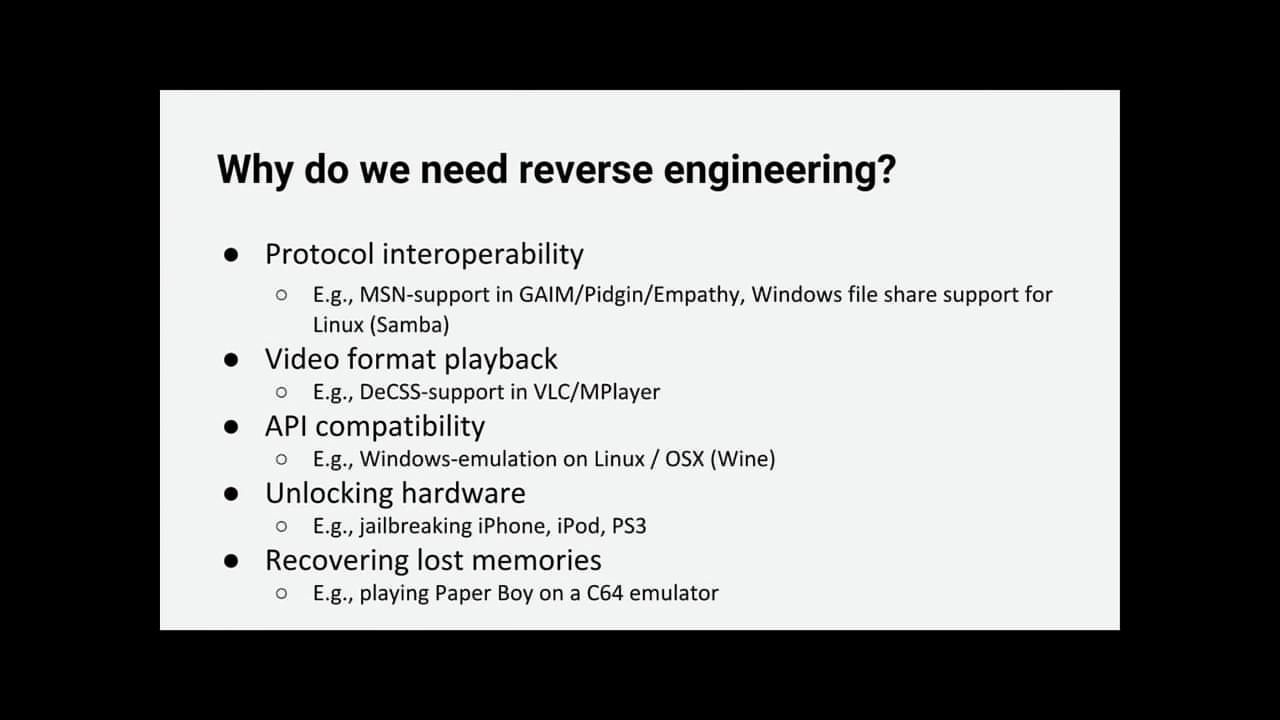 Why do we need reverse engineering?
● Protocol interoperability
○ E.g., MSN-support in GAIM/Pidgin/Empathy, Windows file share support for
Linux (Samba)
● Video format playback
○ E.g., DeCSS-support in VLC/MPlayer
● API compatibility
○ E.g., Windows-emulation on Linux / OSX (Wine)
● Unlocking hardware
○ E.g., jailbreaking iPhone, iPod, PS3
● Recovering lost memories
○ E.g., playing Paper Boy on a C64 emulator